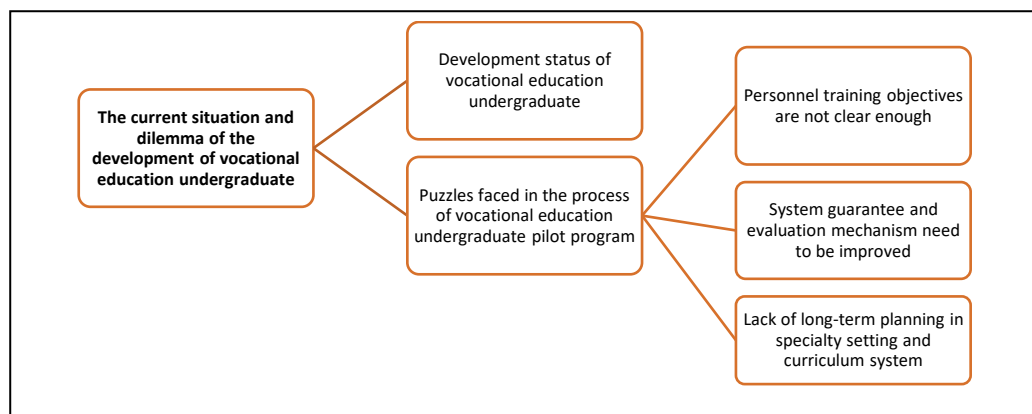 The current situation and
dilemma of the
development of vocational
education undergraduate
Development status of
vocational education
undergraduate
Puzzles faced in the process
of vocational education
undergraduate pilot program
Personnel training objectives
are not clear enough
System guarantee and
evaluation mechanism need
to be improved
Lack of long-term planning in
specialty setting and
curriculum system